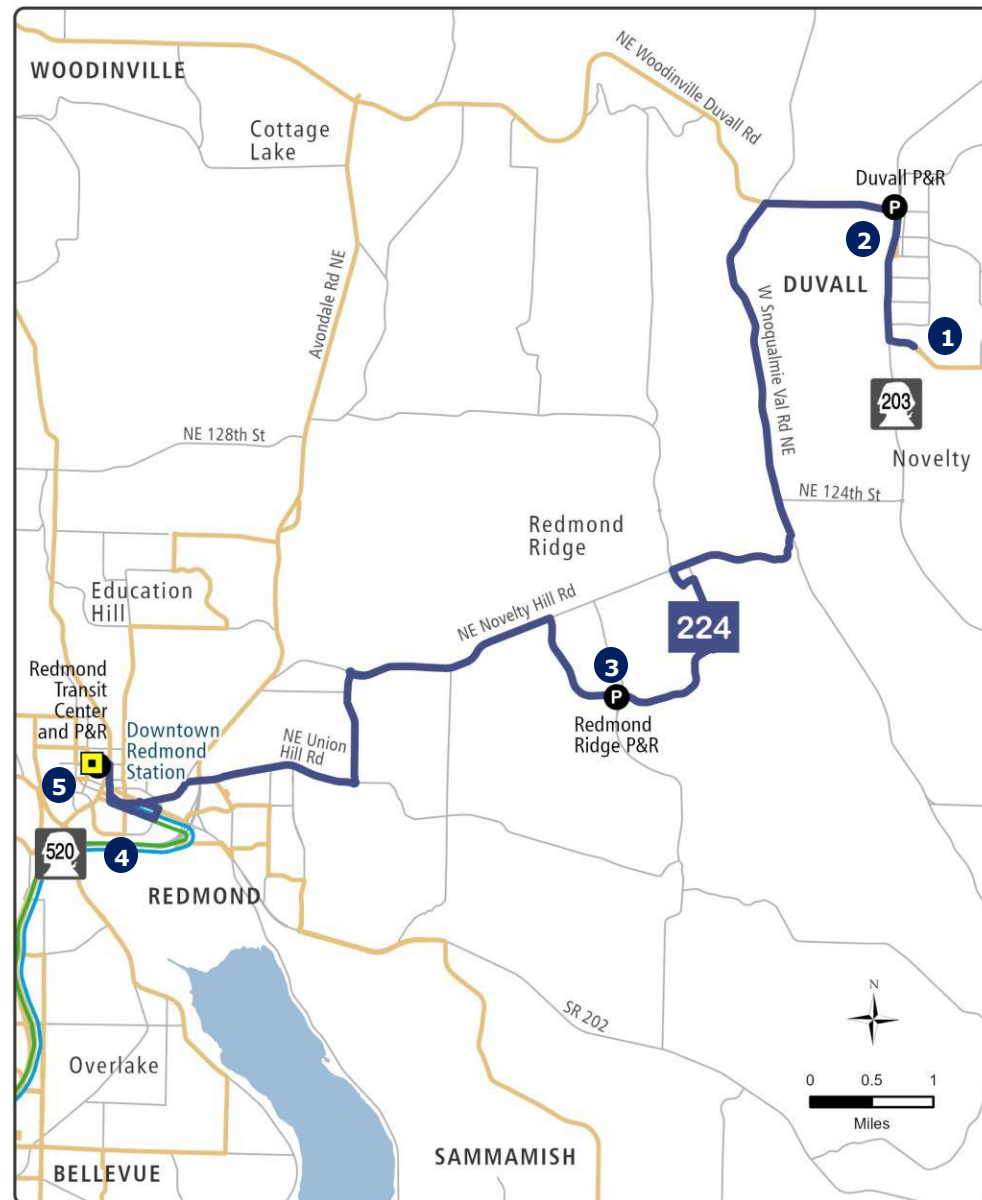 WOODINVILLE
NE Woodinville Duvall Rd
Cottage
Lake
Duvall P&R
P
2
DUVALL
Avondale Rd NE
W Snoqualmie Val Rd NE
1
203
NE 128th St
Novelty
NE 124th St
Redmond
Ridge
Education
Hill
NE Novelty Hill Rd
224
3
P
Redmond
Ridge P&R
Redmond
Transit
Center
and P&R
Downtown
Redmond
Station
NE Union
Hill Rd
5
520
4
REDMOND
N
SR 202
Overlake
0 0.5 1
Miles
SAMMAMISH
BELLEVUE